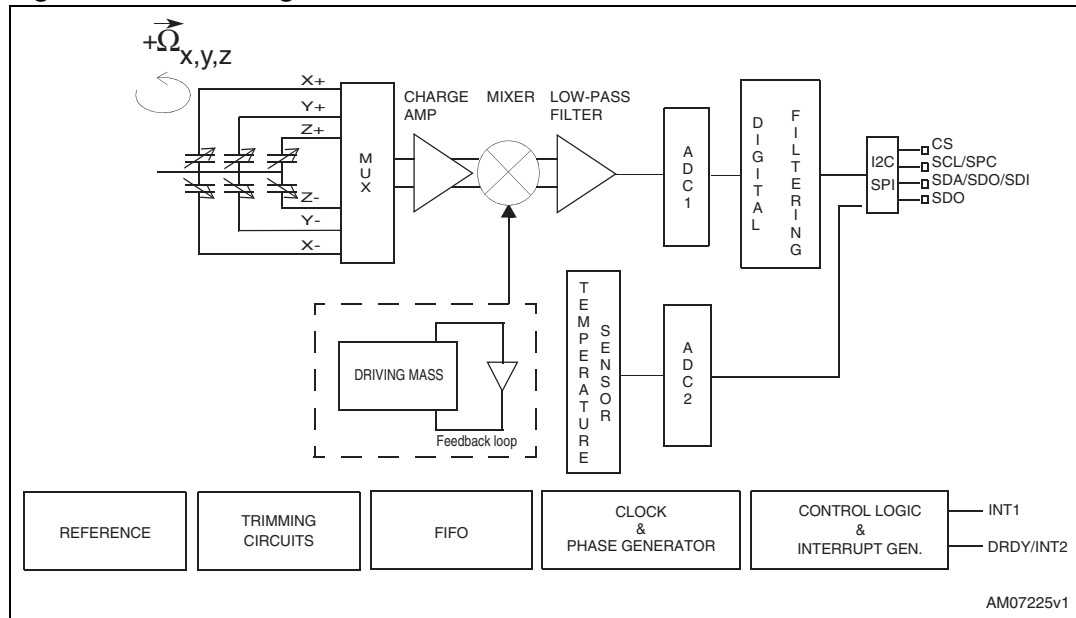 +Ω⃗x,y,z
X+
Y+
Z+
Z-
Y-
X-
MUX
CHARGE
AMP
MIXER
LOW-PASS
FILTER
ADC1
DIGITAL
FILTERING
I2C
SPI
CS
SCL/SPC
SDA/SDO/SDI
SDO
DRIVING MASS
Feedback loop
TEMPERATURE
SENSOR
ADC2
REFERENCE
TRIMMING
CIRCUITS
FIFO
CLOCK
&
PHASE GENERATOR
CONTROL LOGIC
&
INTERRUPT GEN.
INT1
DRDY/INT2
AM07225v1